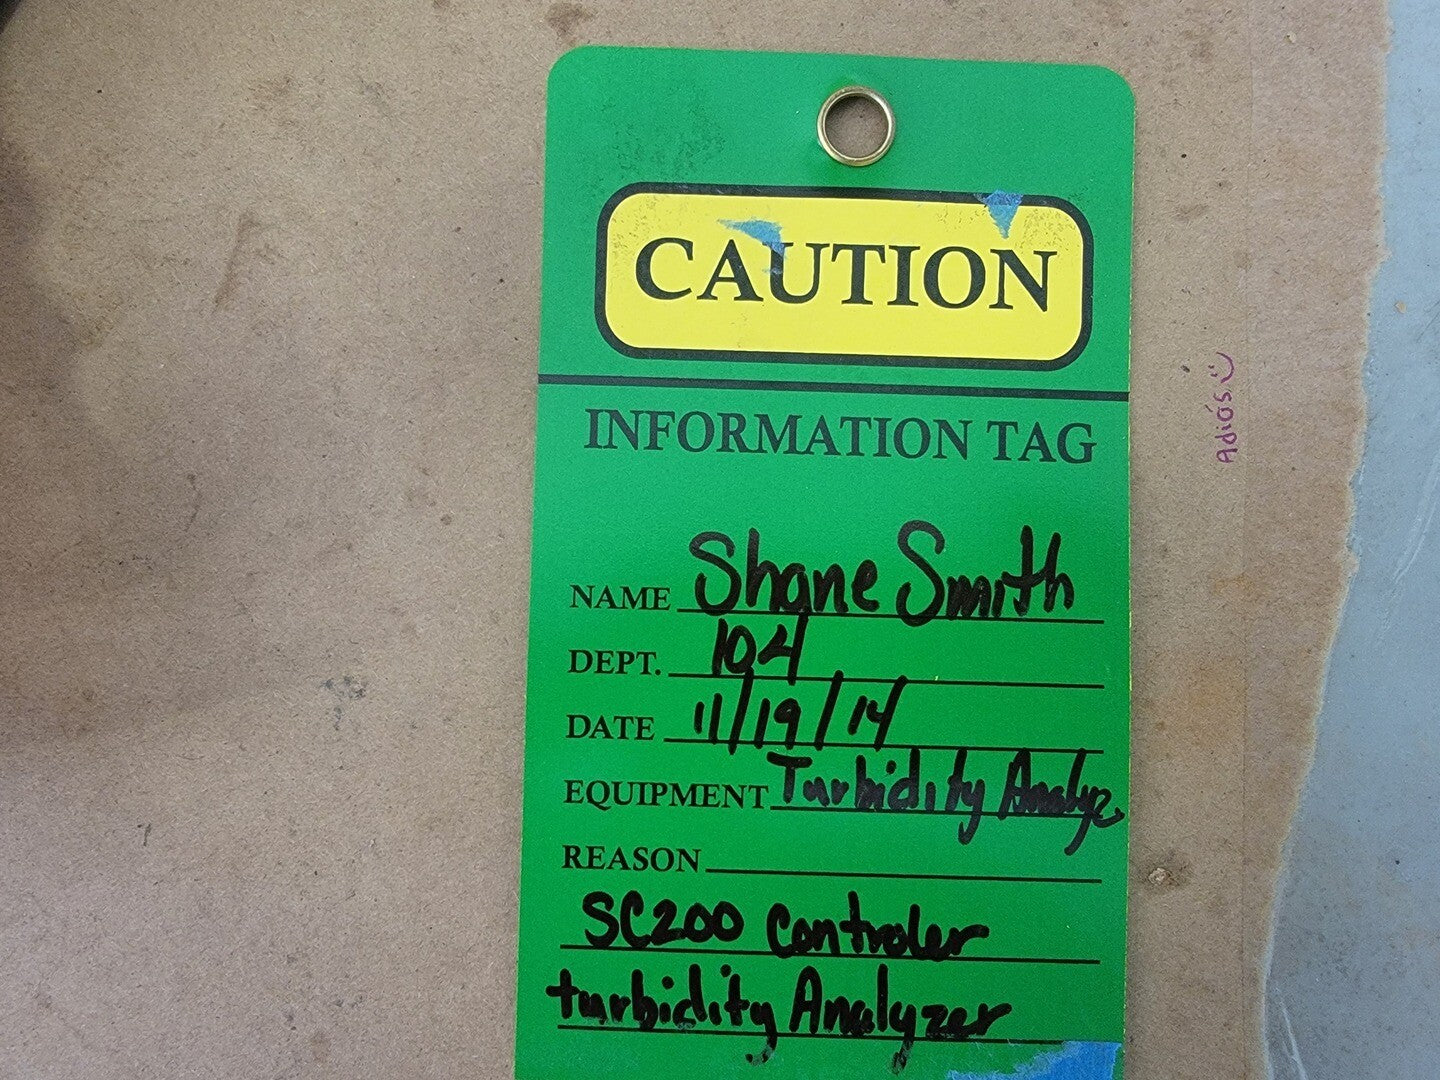 CAUTION
INFORMATION TAG
NAME Shane Smith
DEPT. 104
DATE 11/19/14
EQUIPMENT Turbidity Analyz
REASON
SC200 Controler
turbidity Analyzer
Adiós :)